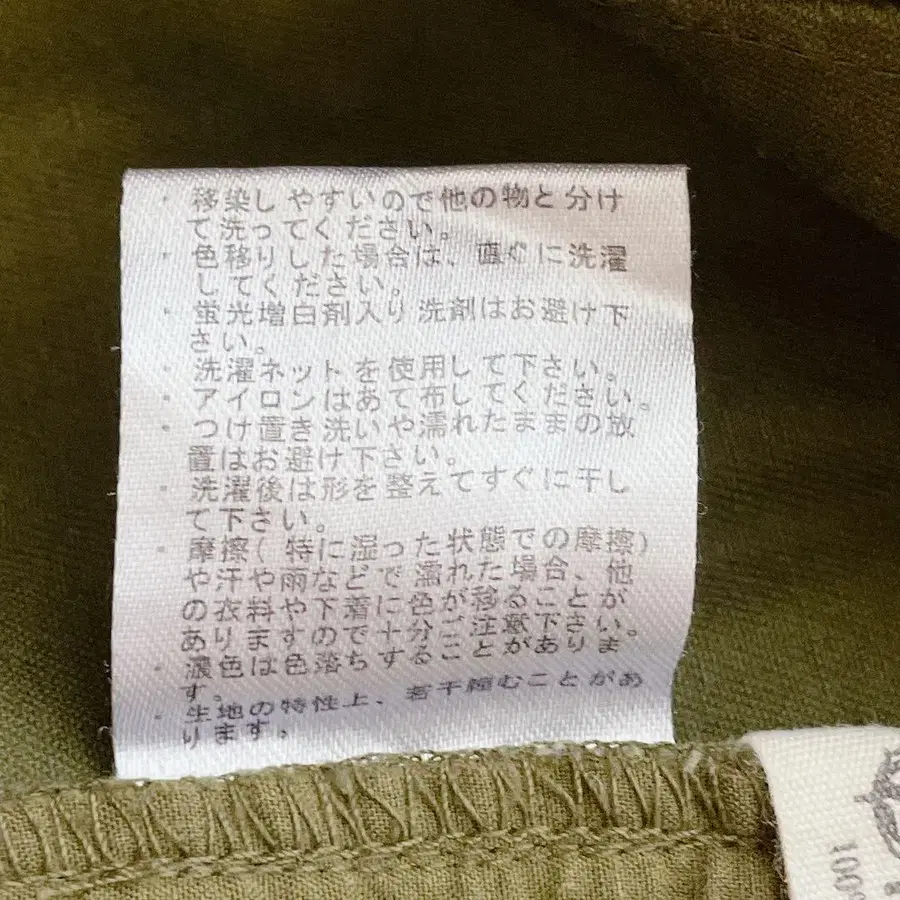 ・移染しやすいので他の物と分け
て洗ってください。
・色移りした場合は、直ぐに洗濯
してください。
・蛍光増白剤入り洗剤はお避け下
さい。
・洗濯ネットを使用して下さい。
・アイロンはあて布してください。
・つけ置き洗いや濡れたままの放
置はお避け下さい。
・洗濯後は形を整えてすぐに干し
て下さい。
・摩擦(特に湿った状態での摩擦)
や汗や雨などで濡れた場合、他
の衣料や下着に色が移ることが
ありますので十分ご注意下さい。
・濃色は色落ちすることがありま
す。
・生地の特性上、若干縮むことがあ
ります。
100